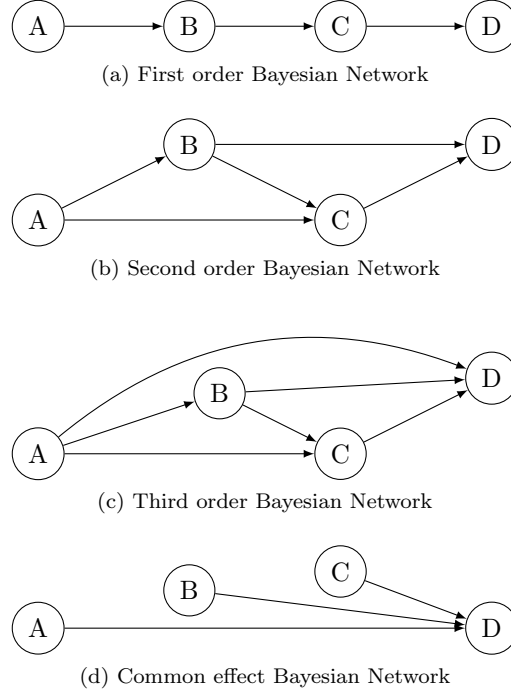 A B C D
(a) First order Bayesian Network
B D
A C
(b) Second order Bayesian Network
D
B
A C
(c) Third order Bayesian Network
C
B
A D
(d) Common effect Bayesian Network